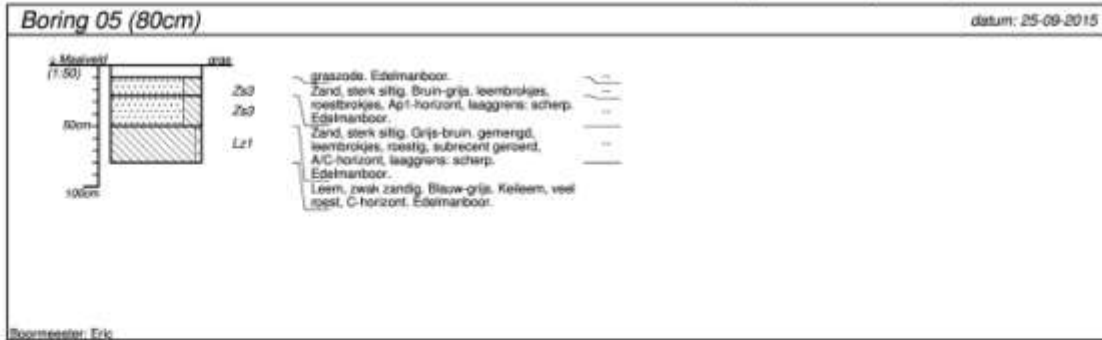 Boring 05 (80cm)
datum: 25-09-2015
Maaiveld
gras
(1:50)
Zs3
Zs3
50cm
Lz1
100cm
graszode. Edelmanboor.
Zand, sterk siltig. Bruin-grijs. leembrokjes,
roestbrokjes, Ap1-horizont, laaggrens: scherp.
Edelmanboor.
Zand, sterk siltig. Grijs-bruin. gemengd,
leembrokjes, roestig, subrecent geroerd,
A/C-horizont, laaggrens: scherp.
Edelmanboor.
Leem, zwak zandig. Blauw-grijs. Keileem, veel
roest, C-horizont. Edelmanboor.
Boormeester: Eric